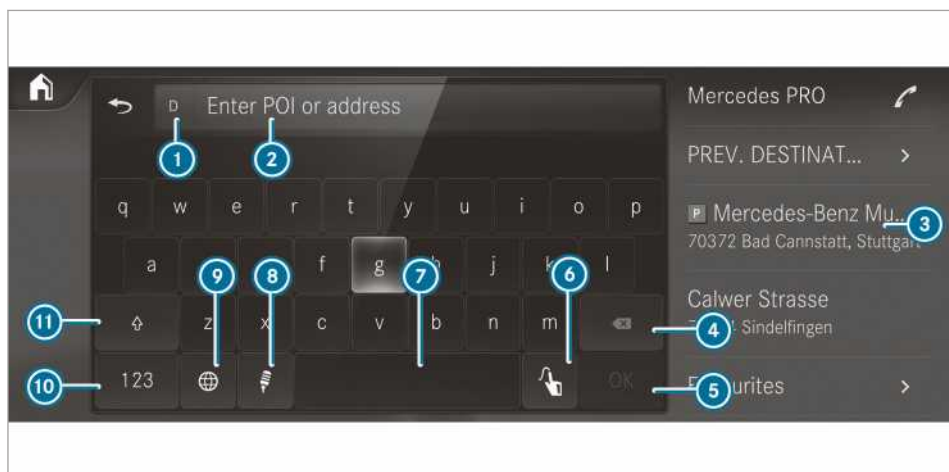 D Enter POI or address
1
2
q w e r t y u i o p
a f g h j k l
9 8 7 6
11
z x c v b n m
4
10
123
OK
5
Mercedes PRO
PREV. DESTINAT...
P Mercedes-Benz Mu..
3
70372 Bad Cannstatt, Stuttgart
Calwer Strasse
Sindelfingen
Favourites